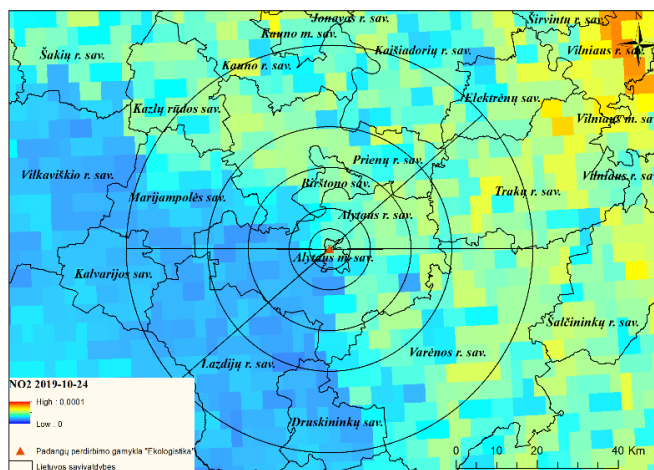 Jonavos r. sav.
Širvintų r. sav.
Kauno m. sav.
Kaišiadorių r. sav.
Vilniaus r. sav.
Šakių r. sav.
Kauno r. sav.
Elektrėnų sav.
Kazlų rūdos sav.
Vilniaus m. sav.
Prienų r. sav.
Vilkaviškio r. sav.
Birštono sav.
Vilniaus r. sav.
Marijampolės sav.
Trakų r. sav.
Alytaus r. sav.
Alytaus m. sav.
Kalvarijos sav.
Šalčininkų r. sav.
Varėnos r. sav.
Lazdijų r. sav.
NO2 2019-10-24
High : 0,0001
Low : 0
Druskininkų sav.
Padangų perdirbimo gamykla "Ekologistika"
Lietuvos savivaldybės
0 10 20 40 Km